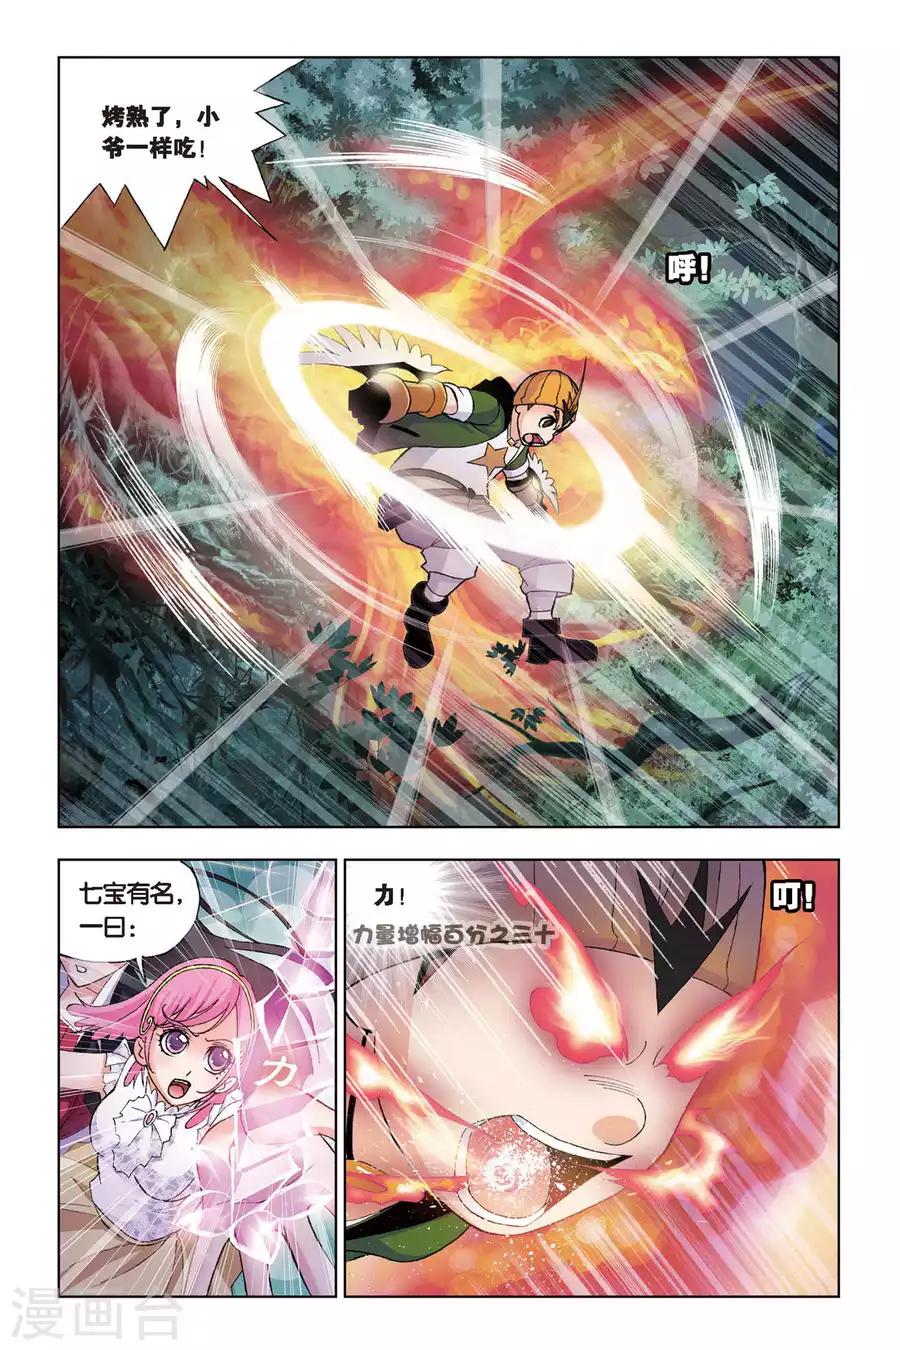 烤熟了，小
爷一样吃！
呼！
七宝有名，
一曰：
力
力！
力量增幅百分之三十
叮！
漫画台